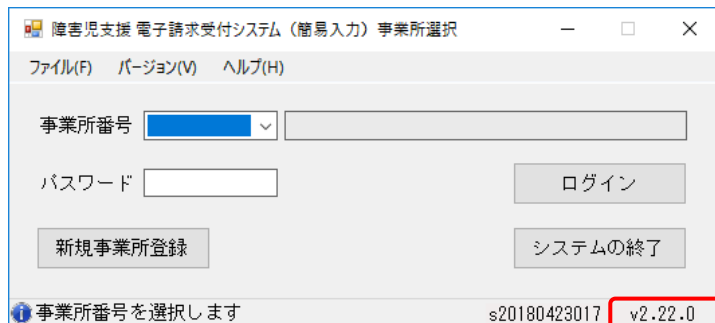 障害児支援 電子請求受付システム（簡易入力）事業所選択
ファイル(F) バージョン(V) ヘルプ(H)
事業所番号
パスワード
ログイン
新規事業所登録
システムの終了
事業所番号を選択します
s20180423017
v2.22.0